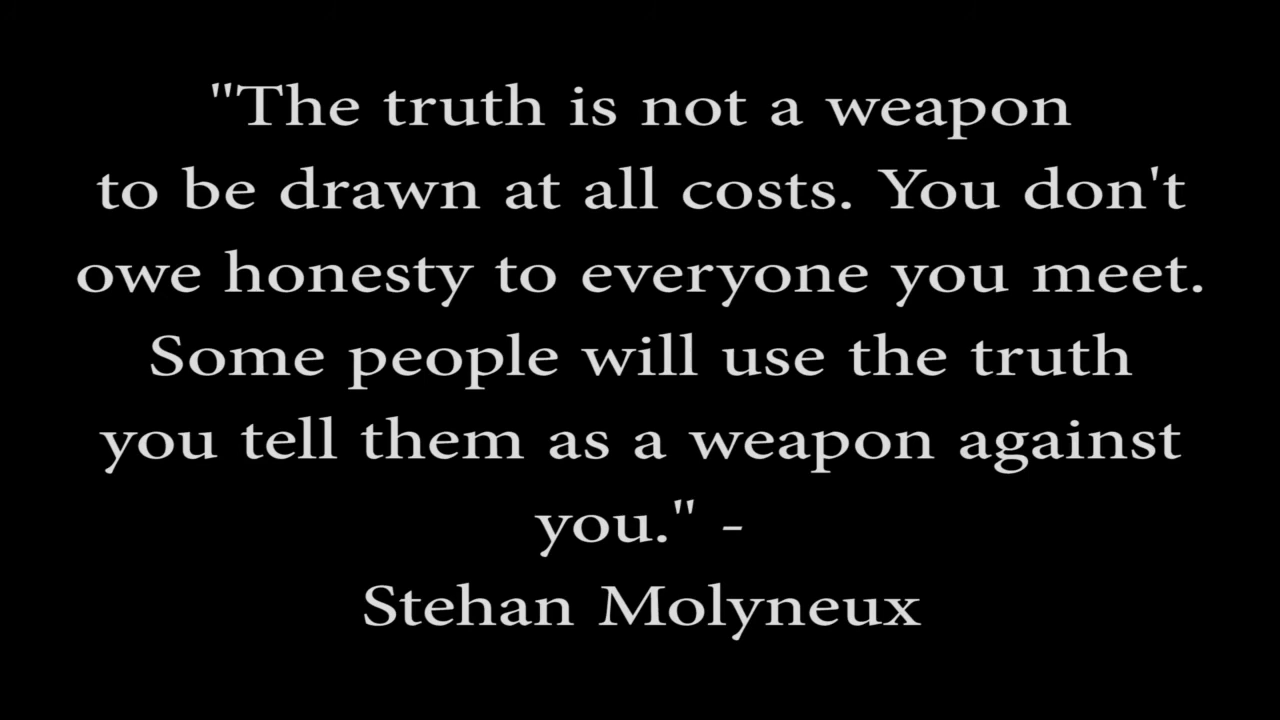 "The truth is not a weapon
to be drawn at all costs. You don't
owe honesty to everyone you meet.
Some people will use the truth
you tell them as a weapon against
you." -
Stehan Molyneux